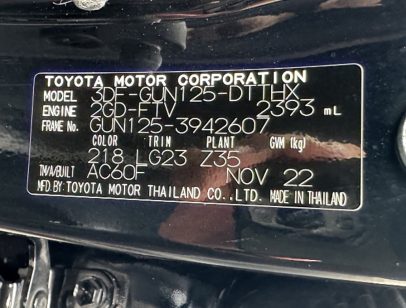 TOYOTA MOTOR CORPORATION
MODEL 3DF-GUN125-DTTHX
ENGINE 2GD-FTV 2393 mL
FRAME No. GUN125-3942607
COLOR TRIM PLANT GVM (kg)
218 LG23 Z35
T/M/A/BUILT AC60F NOV 22
MFD BY: TOYOTA MOTOR THAILAND CO.,LTD. MADE IN THAILAND